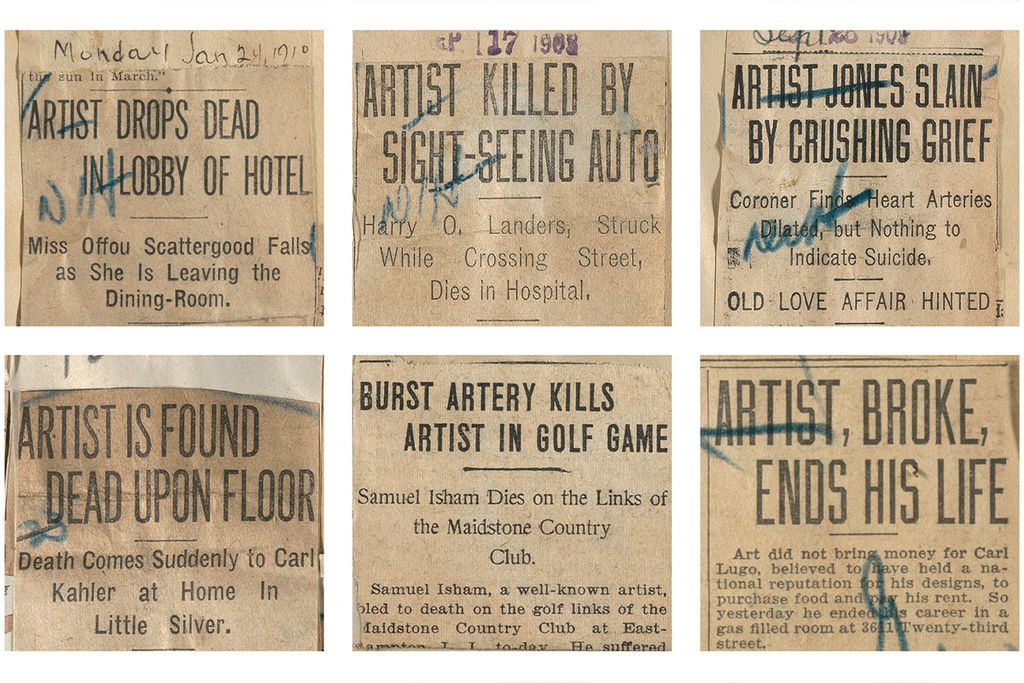 Monday Jan 24, 1910
the sun in March."
ARTIST DROPS DEAD
IN LOBBY OF HOTEL
Miss Offou Scattergood Falls
as She Is Leaving the
Dining-Room.
17 1908
ARTIST KILLED BY
SIGHT-SEEING AUTO
Harry O. Landers, Struck
While Crossing Street,
Dies in Hospital.
Sept 1908
ARTIST JONES SLAIN
BY CRUSHING GRIEF
Coroner Finds Heart Arteries
Dilated, but Nothing to
Indicate Suicide.
OLD LOVE AFFAIR HINTED
ARTIST IS FOUND
DEAD UPON FLOOR
Death Comes Suddenly to Carl
Kahler at Home In
Little Silver.
BURST ARTERY KILLS
ARTIST IN GOLF GAME
Samuel Isham Dies on the Links of
the Maidstone Country
Club.
Samuel Isham, a well-known artist,
bled to death on the golf links of the
Maidstone Country Club at East-
to-day. He suffered
ARTIST, BROKE,
ENDS HIS LIFE
Art did not bring money for Carl
Lugo, believed to have held a na-
tional reputation for his designs, to
purchase food and pay his rent. So
yesterday he ended his career in a
gas filled room at 3611 Twenty-third
street.